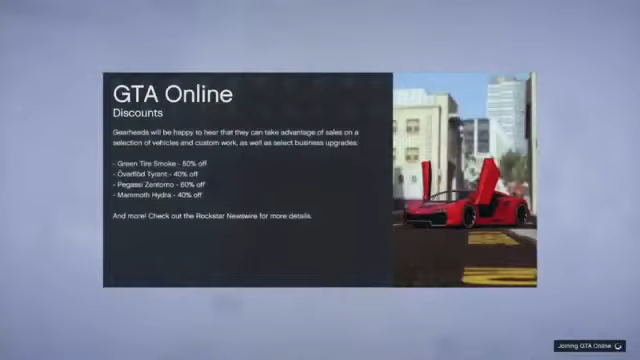 GTA Online
Discounts
Gearheads will be happy to hear that they can take advantage of sales on a
selection of vehicles and custom work, as well as select business upgrades:
- Green Tire Smoke - 50% off
- Överflöd Tyrant - 40% off
- Pegassi Zentorno - 60% off
- Mammoth Hydra - 40% off
And more! Check out the Rockstar Newswire for more details.
Joining GTA Online